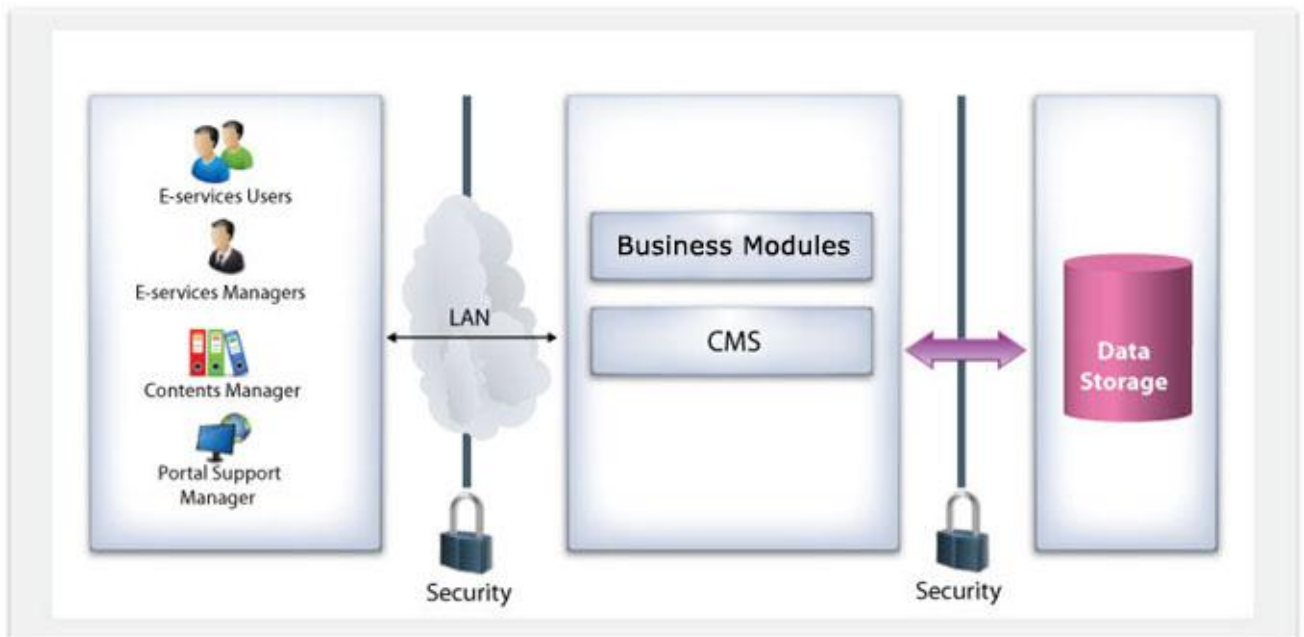 E-services Users
E-services Managers
Contents Manager
Portal Support
Manager
LAN
Security
Business Modules
CMS
Security
Data
Storage